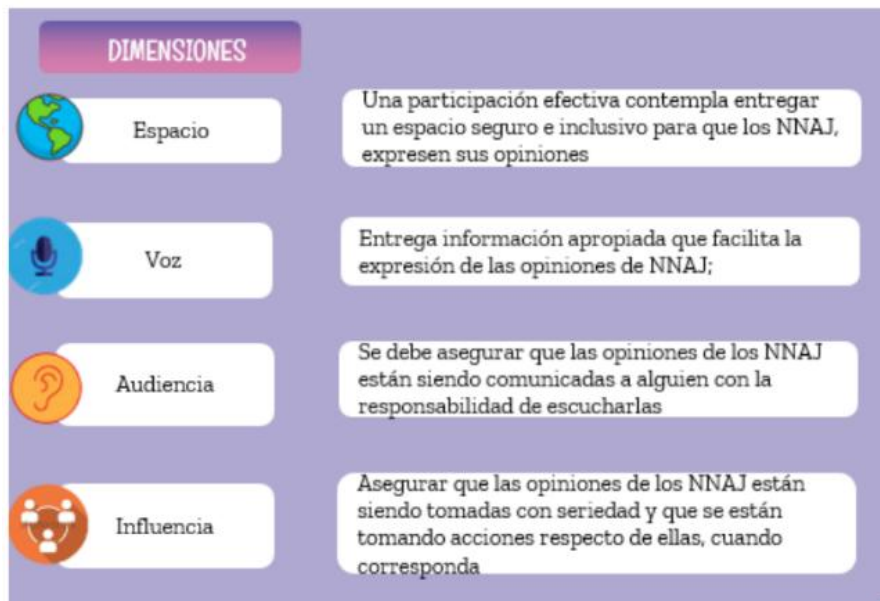 DIMENSIONES
Espacio
Una participación efectiva contempla entregar
un espacio seguro e inclusivo para que los NNAJ,
expresen sus opiniones
Voz
Entrega información apropiada que facilita la
expresión de las opiniones de NNAJ;
Audiencia
Se debe asegurar que las opiniones de los NNAJ
están siendo comunicadas a alguien con la
responsabilidad de escucharlas
Influencia
Asegurar que las opiniones de los NNAJ están
siendo tomadas con seriedad y que se están
tomando acciones respecto de ellas, cuando
corresponda